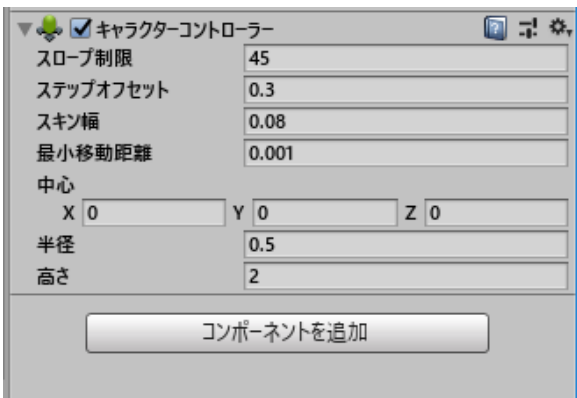 キャラクターコントローラー
スロープ制限 45
ステップオフセット 0.3
スキン幅 0.08
最小移動距離 0.001
中心
X 0 Y 0 Z 0
半径 0.5
高さ 2
コンポーネントを追加